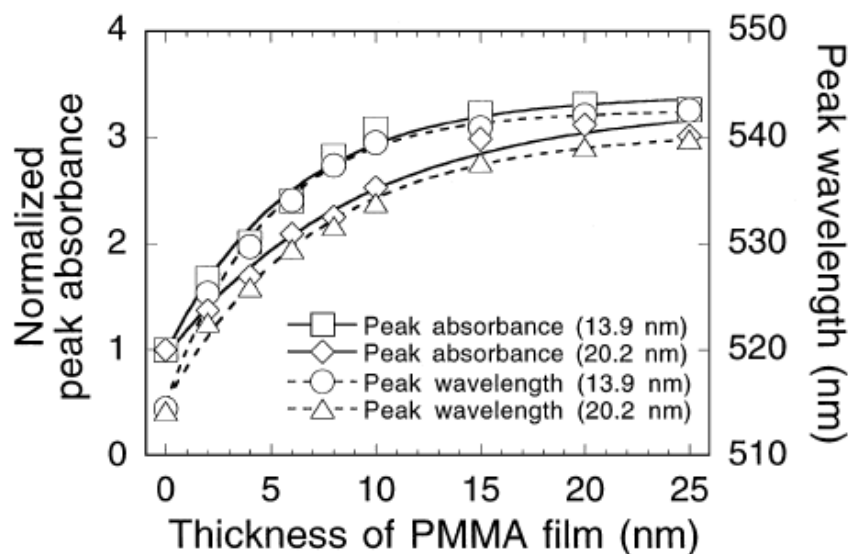 4
3
2
1
0
Normalized
peak absorbance
550
540
530
520
510
Peak wavelength (nm)
Peak absorbance (13.9 nm)
Peak absorbance (20.2 nm)
Peak wavelength (13.9 nm)
Peak wavelength (20.2 nm)
0 5 10 15 20 25
Thickness of PMMA film (nm)